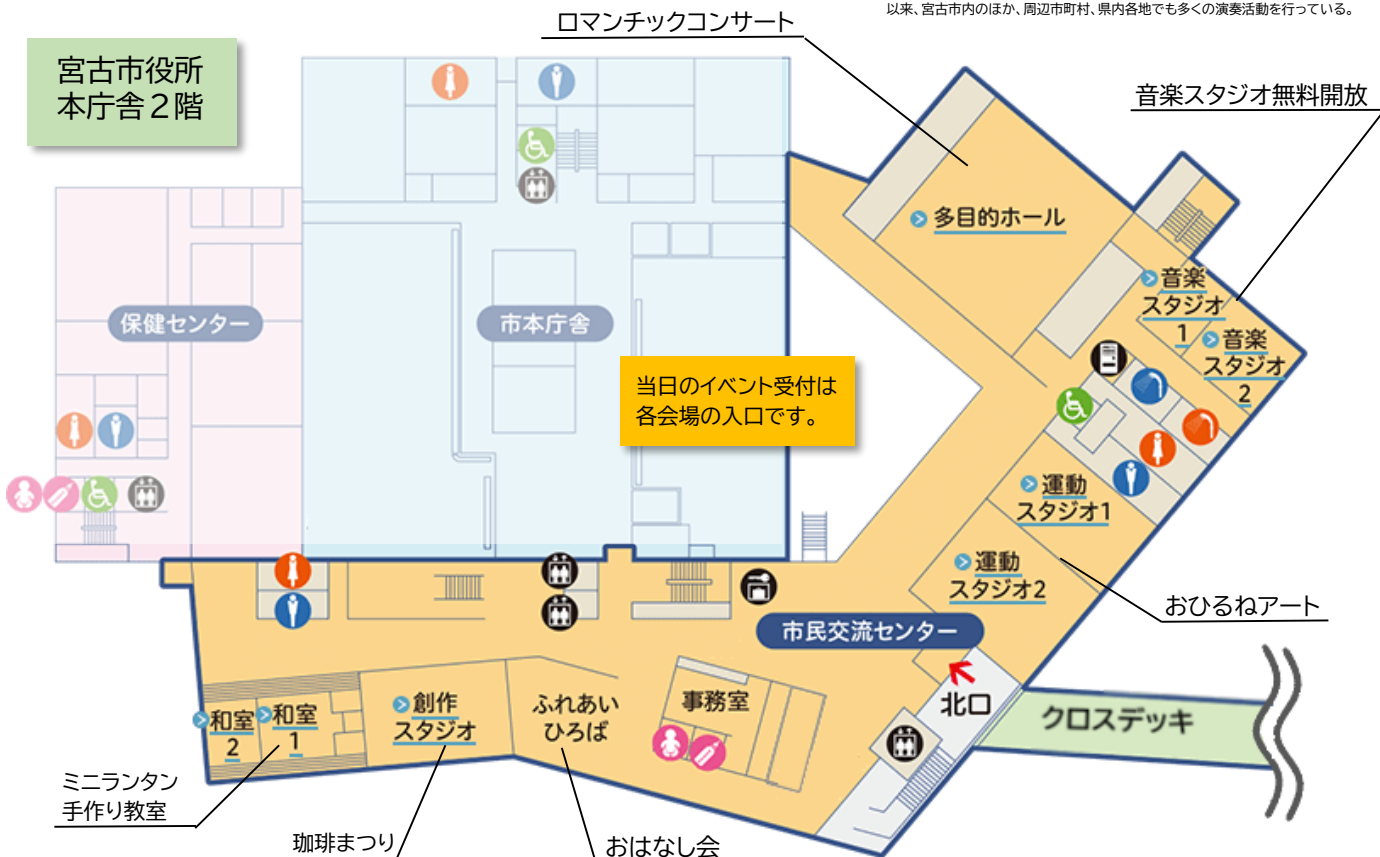 以来、宮古市内のほか、周辺市町村、県内各地でも多くの演奏活動を行っている。
ロマンチックコンサート
宮古市役所
本庁舎２階
音楽スタジオ無料開放
多目的ホール
音楽
スタジオ
1
音楽
スタジオ
2
保健センター
市本庁舎
当日のイベント受付は
各会場の入口です。
運動
スタジオ1
運動
スタジオ2
おひるねアート
市民交流センター
北口
クロスデッキ
和室
2
和室
1
創作
スタジオ
ふれあい
ひろば
事務室
ミニランタン
手作り教室
珈琲まつり
おはなし会